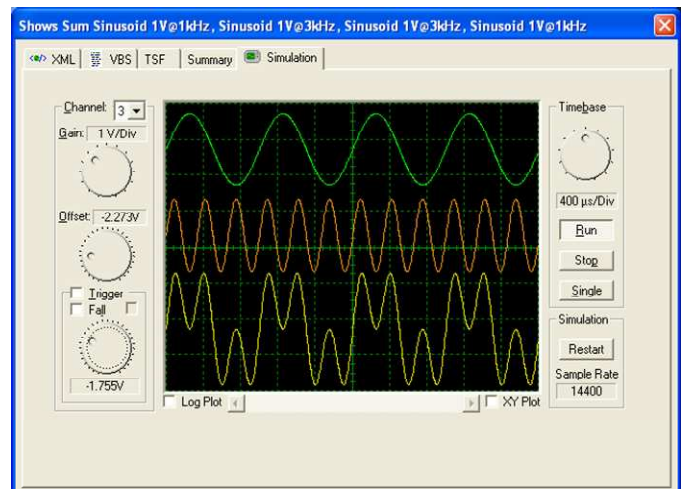 Shows Sum Sinusoid 1V@1kHz, Sinusoid 1V@3kHz, Sinusoid 1V@3kHz, Sinusoid 1V@1kHz
XML VBS TSF Summary Simulation
Channel: 3
Gain: 1 V/Div
Offset: -2.273V
Trigger
Fall
-1.755V
Log Plot
XY Plot
Timebase
400 µs/Div
Run
Stop
Single
Simulation
Restart
Sample Rate
14400